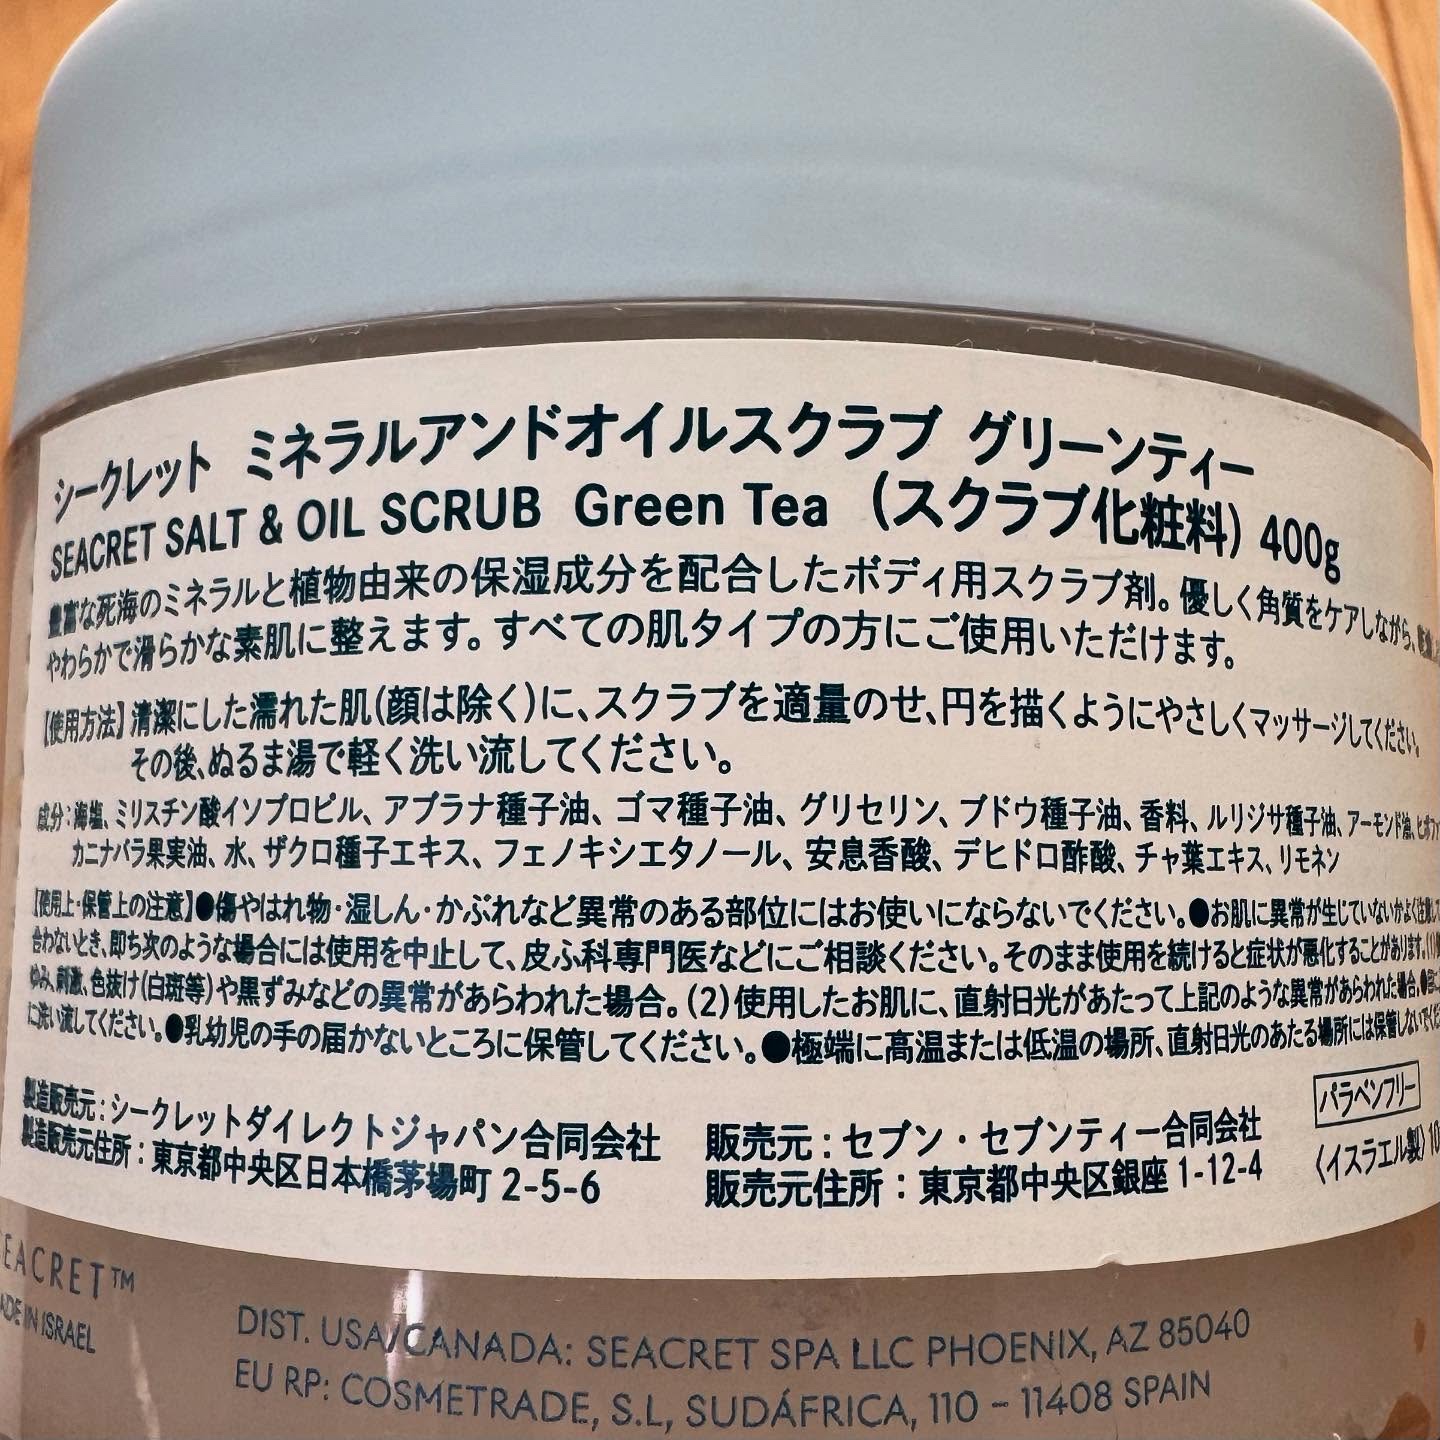 シークレット ミネラルアンドオイルスクラブ グリーンティー
SEACRET SALT & OIL SCRUB Green Tea （スクラブ化粧料）400g
豊富な死海のミネラルと植物由来の保湿成分を配合したボディ用スクラブ剤。優しく角質をケアしながら、
やわらかで滑らかな素肌に整えます。すべての肌タイプの方にご使用いただけます。
【使用方法】清潔にした濡れた肌(顔は除く)に、スクラブを適量のせ、円を描くようにやさしくマッサージしてください。
その後、ぬるま湯で軽く洗い流してください。
成分：海塩、ミリスチン酸イソプロピル、アブラナ種子油、ゴマ種子油、グリセリン、ブドウ種子油、香料、ルリジサ種子油、アーモンド油、
カニナバラ果実油、水、ザクロ種子エキス、フェノキシエタノール、安息香酸、デヒドロ酢酸、チャ葉エキス、リモネン
【使用上・保管上の注意】●傷やはれ物・湿しん・かぶれなど異常のある部位にはお使いにならないでください。●お肌に異常が生じていないかよく注意して
合わないとき、即ち次のような場合には使用を中止して、皮ふ科専門医などにご相談ください。そのまま使用を続けると症状が悪化することがあります。(1)
ゆみ、刺激、色抜け(白斑等)や黒ずみなどの異常があらわれた場合。(2)使用したお肌に、直射日光があたって上記のような異常があらわれた場合。●
に洗い流してください。●乳幼児の手の届かないところに保管してください。●極端に高温または低温の場所、直射日光のあたる場所には保管しないでくだ
パラベンフリー
製造販売元：シークレットダイレクトジャパン合同会社 販売元：セブン・セブンティー合同会社
製造販売元住所：東京都中央区日本橋茅場町 2-5-6 販売元住所：東京都中央区銀座 1-12-4
〈イスラエル製〉10
SEACRET™
MADE IN ISRAEL
DIST. USA/CANADA: SEACRET SPA LLC PHOENIX, AZ 85040
EU RP: COSMETRADE, S.L, SUDÁFRICA, 110 - 11408 SPAIN